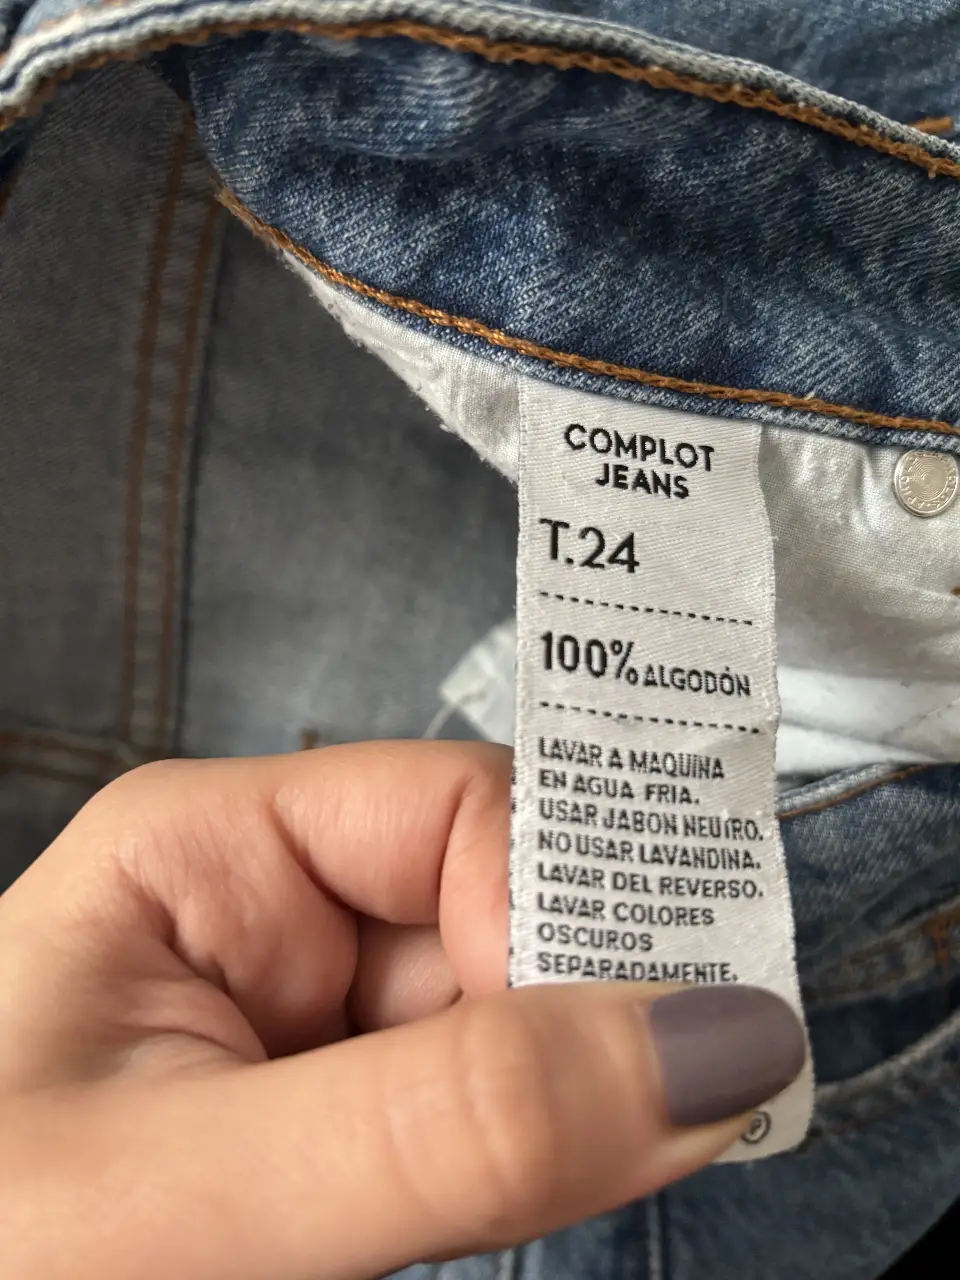 COMPLOT
JEANS
T.24
100% ALGODÓN
LAVAR A MAQUINA
EN AGUA FRIA.
USAR JABON NEUTRO.
NO USAR LAVANDINA.
LAVAR DEL REVERSO.
LAVAR COLORES
OSCUROS
SEPARADAMENTE.
Ⓟ